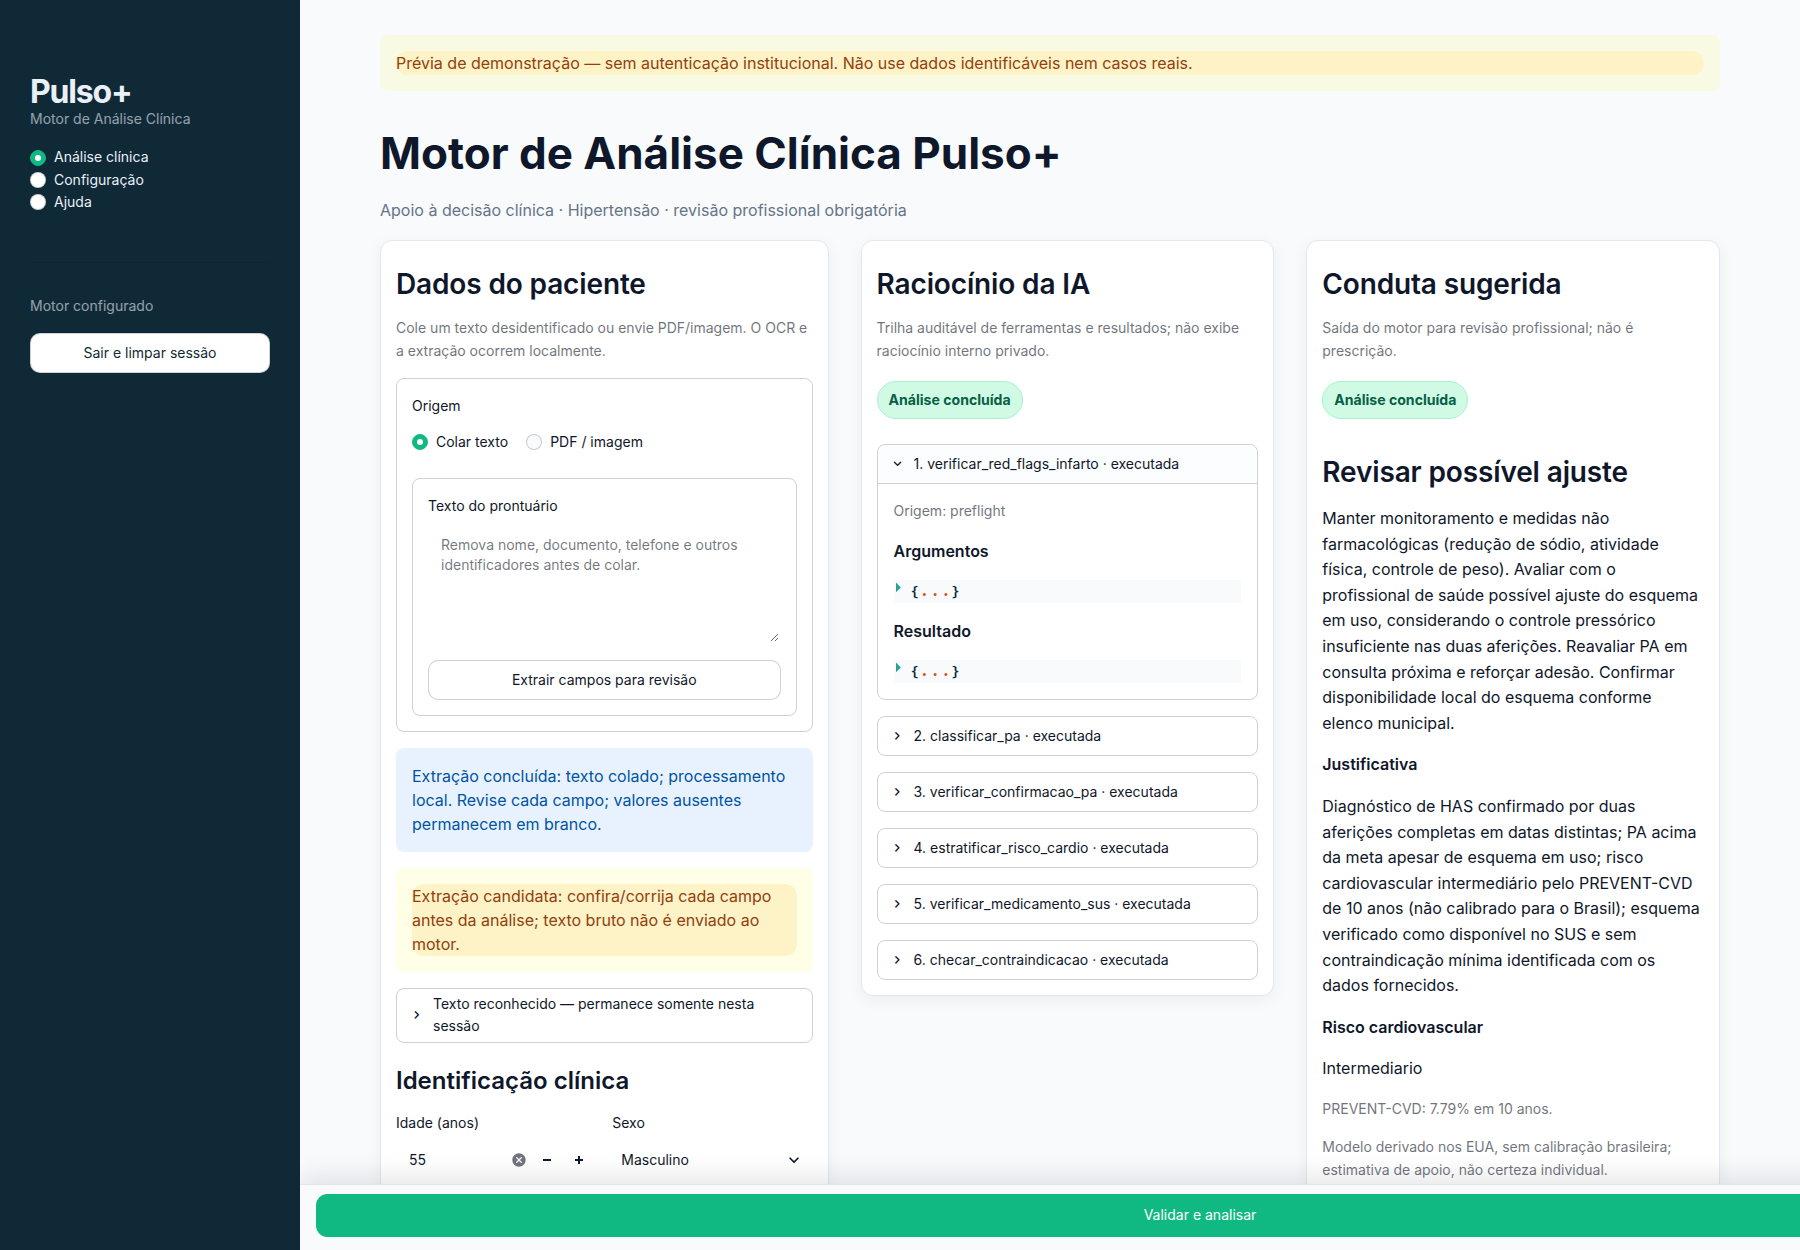 Pulso+
Motor de Análise Clínica
Análise clínica
Configuração
Ajuda
Motor configurado
Sair e limpar sessão
Prévia de demonstração — sem autenticação institucional. Não use dados identificáveis nem casos reais.
Motor de Análise Clínica Pulso+
Apoio à decisão clínica · Hipertensão · revisão profissional obrigatória
Dados do paciente
Cole um texto desidentificado ou envie PDF/imagem. O OCR e
a extração ocorrem localmente.
Origem
Colar texto
PDF / imagem
Texto do prontuário
Remova nome, documento, telefone e outros
identificadores antes de colar.
Extrair campos para revisão
Extração concluída: texto colado; processamento
local. Revise cada campo; valores ausentes
permanecem em branco.
Extração candidata: confira/corrija cada campo
antes da análise; texto bruto não é enviado ao
motor.
Texto reconhecido — permanece somente nesta
sessão
Identificação clínica
Idade (anos)
Sexo
55
Masculino
Raciocínio da IA
Trilha auditável de ferramentas e resultados; não exibe
raciocínio interno privado.
Análise concluída
1. verificar_red_flags_infarto · executada
Origem: preflight
Argumentos
{...}
Resultado
{...}
2. classificar_pa · executada
3. verificar_confirmacao_pa · executada
4. estratificar_risco_cardio · executada
5. verificar_medicamento_sus · executada
6. checar_contraindicacao · executada
Conduta sugerida
Saída do motor para revisão profissional; não é
prescrição.
Análise concluída
Revisar possível ajuste
Manter monitoramento e medidas não
farmacológicas (redução de sódio, atividade
física, controle de peso). Avaliar com o
profissional de saúde possível ajuste do esquema
em uso, considerando o controle pressórico
insuficiente nas duas aferições. Reavaliar PA em
consulta próxima e reforçar adesão. Confirmar
disponibilidade local do esquema conforme
elenco municipal.
Justificativa
Diagnóstico de HAS confirmado por duas
aferições completas em datas distintas; PA acima
da meta apesar de esquema em uso; risco
cardiovascular intermediário pelo PREVENT-CVD
de 10 anos (não calibrado para o Brasil); esquema
verificado como disponível no SUS e sem
contraindicação mínima identificada com os
dados fornecidos.
Risco cardiovascular
Intermediario
PREVENT-CVD: 7.79% em 10 anos.
Modelo derivado nos EUA, sem calibração brasileira;
estimativa de apoio, não certeza individual.
Validar e analisar